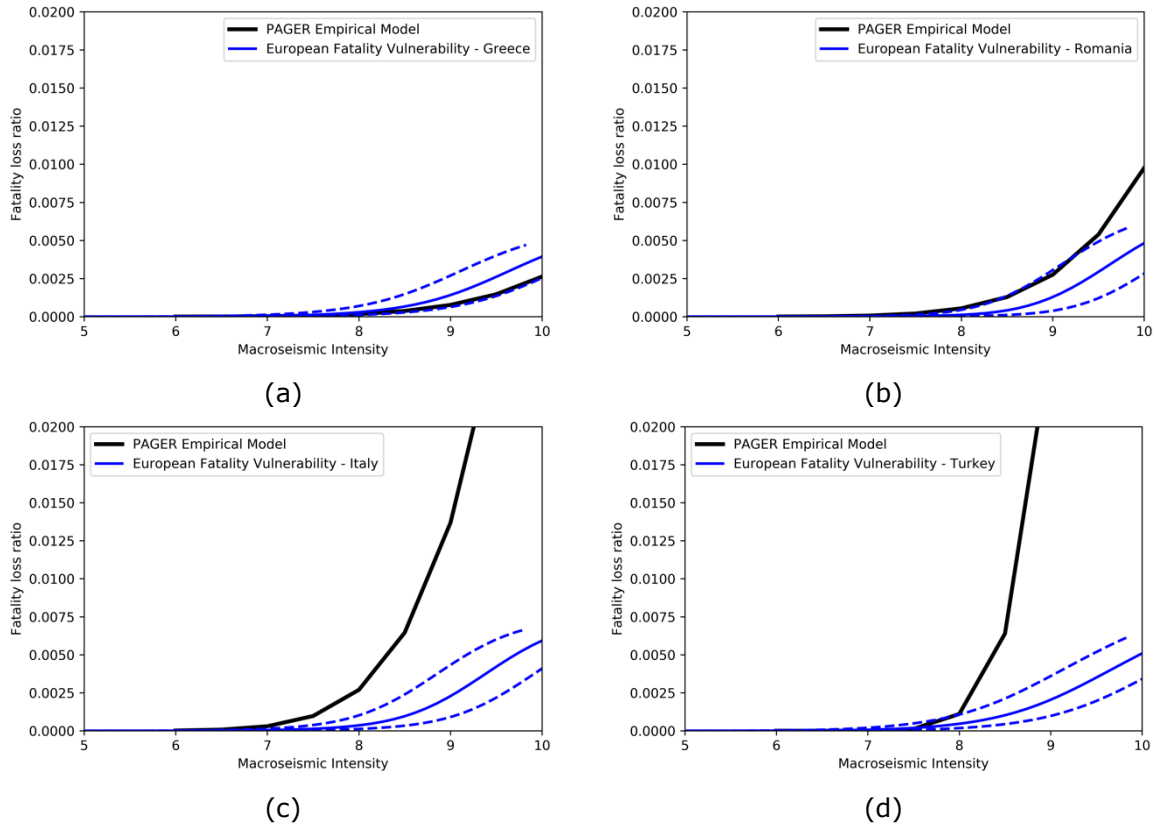 0.0200
0.0175
0.0150
0.0125
0.0100
0.0075
0.0050
0.0025
0.0000
Fatality loss ratio
PAGER Empirical Model
European Fatality Vulnerability - Greece
5 6 7 8 9 10
Macroseismic Intensity
(a)
0.0200
0.0175
0.0150
0.0125
0.0100
0.0075
0.0050
0.0025
0.0000
Fatality loss ratio
PAGER Empirical Model
European Fatality Vulnerability - Romania
5 6 7 8 9 10
Macroseismic Intensity
(b)
0.0200
0.0175
0.0150
0.0125
0.0100
0.0075
0.0050
0.0025
0.0000
Fatality loss ratio
PAGER Empirical Model
European Fatality Vulnerability - Italy
5 6 7 8 9 10
Macroseismic Intensity
(c)
0.0200
0.0175
0.0150
0.0125
0.0100
0.0075
0.0050
0.0025
0.0000
Fatality loss ratio
PAGER Empirical Model
European Fatality Vulnerability - Turkey
5 6 7 8 9 10
Macroseismic Intensity
(d)